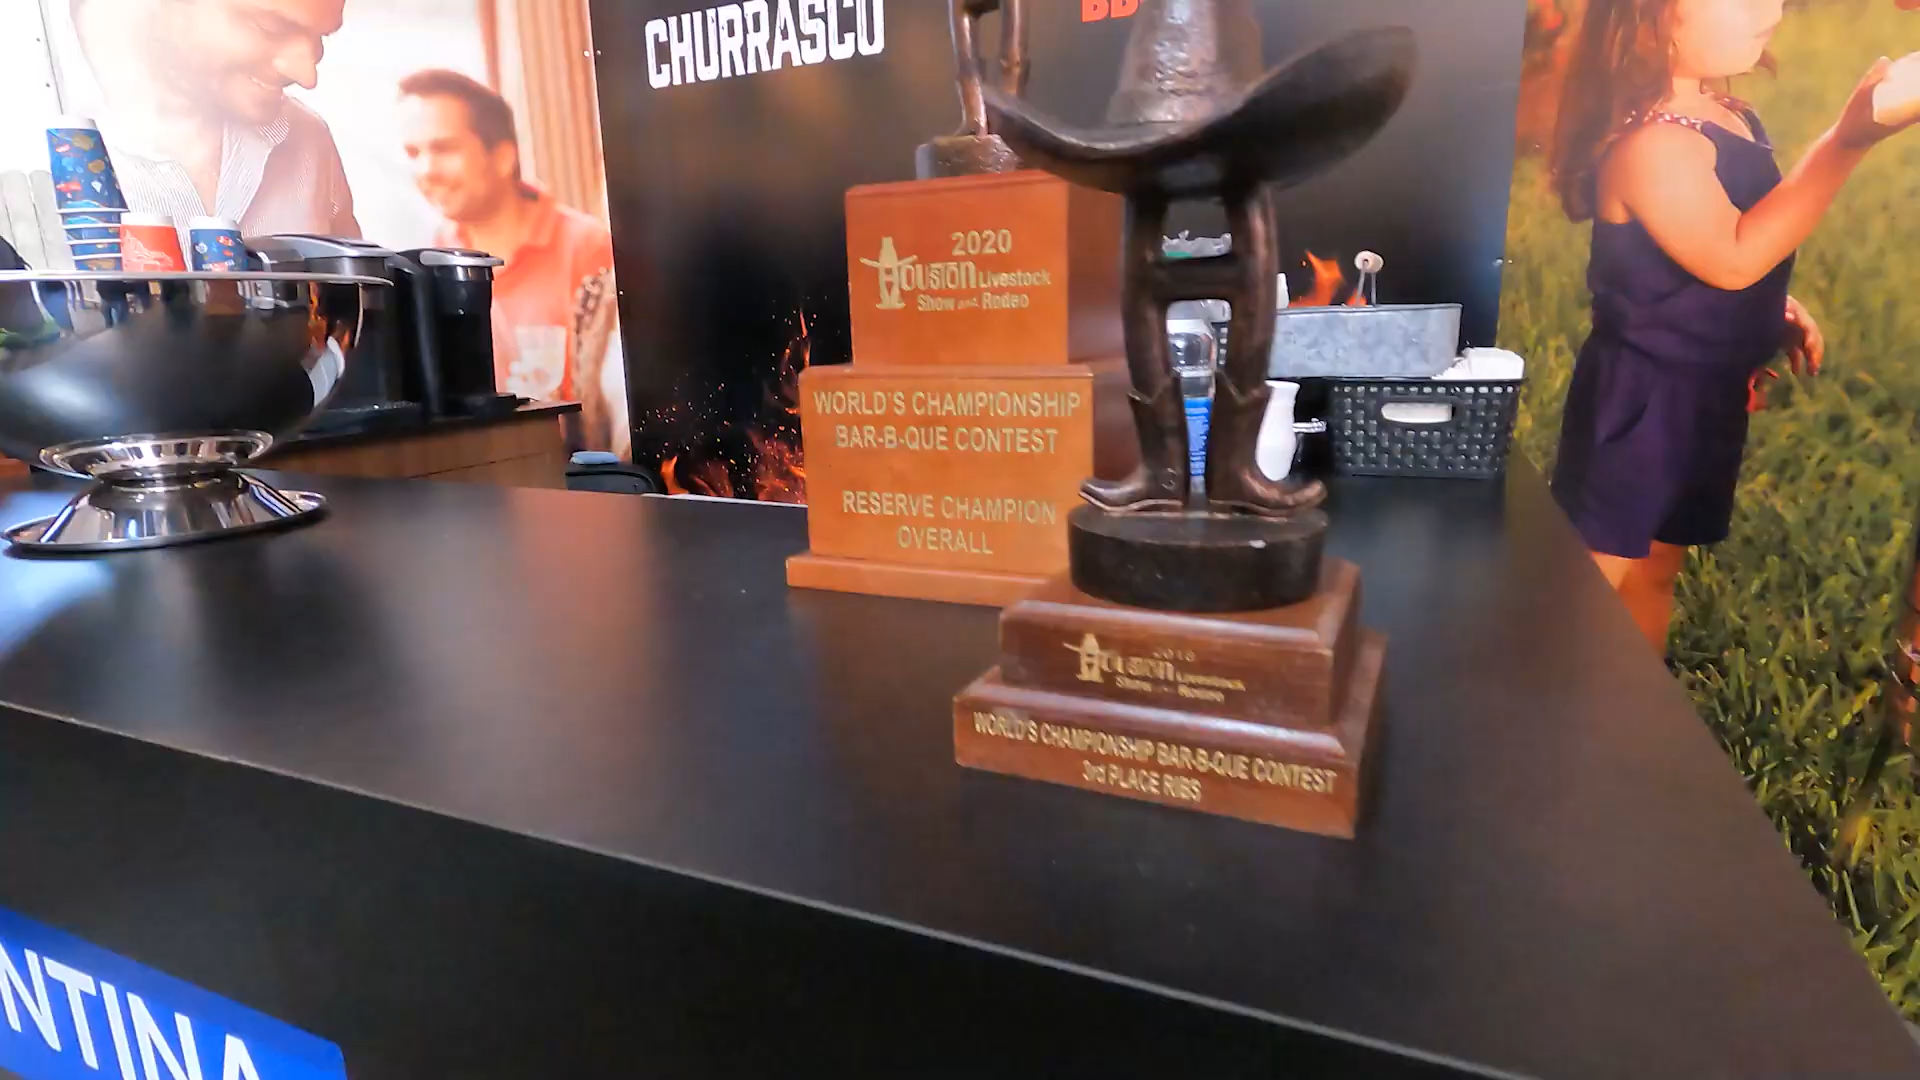 CHURRASCO
BB
2020
HOUSTON Livestock
Show and Rodeo
WORLD'S CHAMPIONSHIP
BAR-B-QUE CONTEST
RESERVE CHAMPION
OVERALL
HOUSTON Livestock
Show and Rodeo
WORLD'S CHAMPIONSHIP BAR-B-QUE CONTEST
3rd PLACE RIBS
NTINA